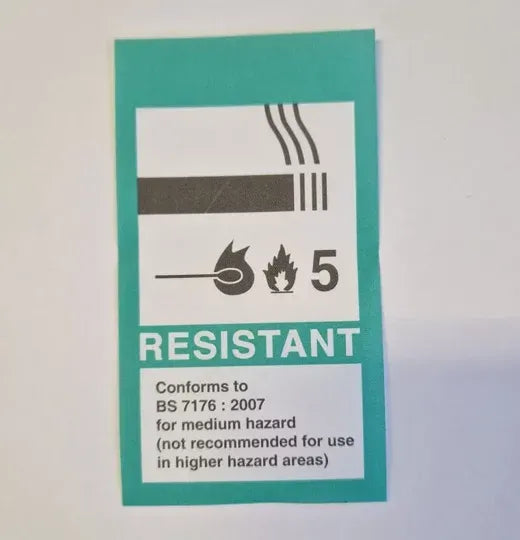 5
RESISTANT
Conforms to
BS 7176 : 2007
for medium hazard
(not recommended for use
in higher hazard areas)